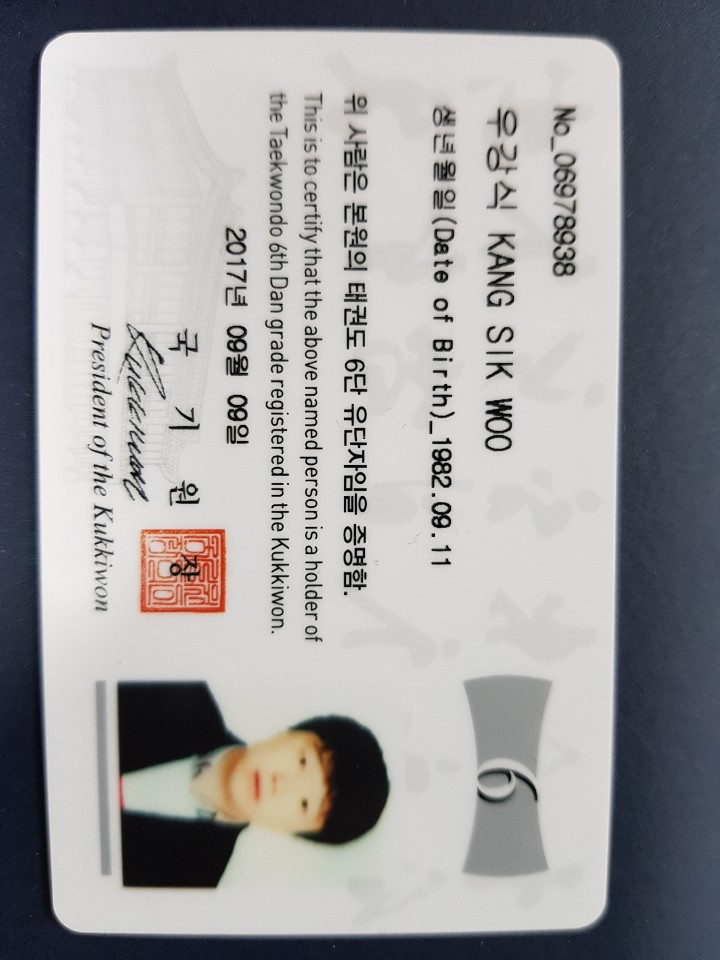 No_06978938
우강식 KANG SIK WOO
생년월일(Date of Birth)_1982.09.11
위 사람은 본원의 태권도 6단 유단자임을 증명함.
This is to certify that the above named person is a holder of
the Taekwondo 6th Dan grade registered in the Kukkiwon.
2017년 09월 09일
국 기 원 장
Kukkiwon
President of the Kukkiwon
6